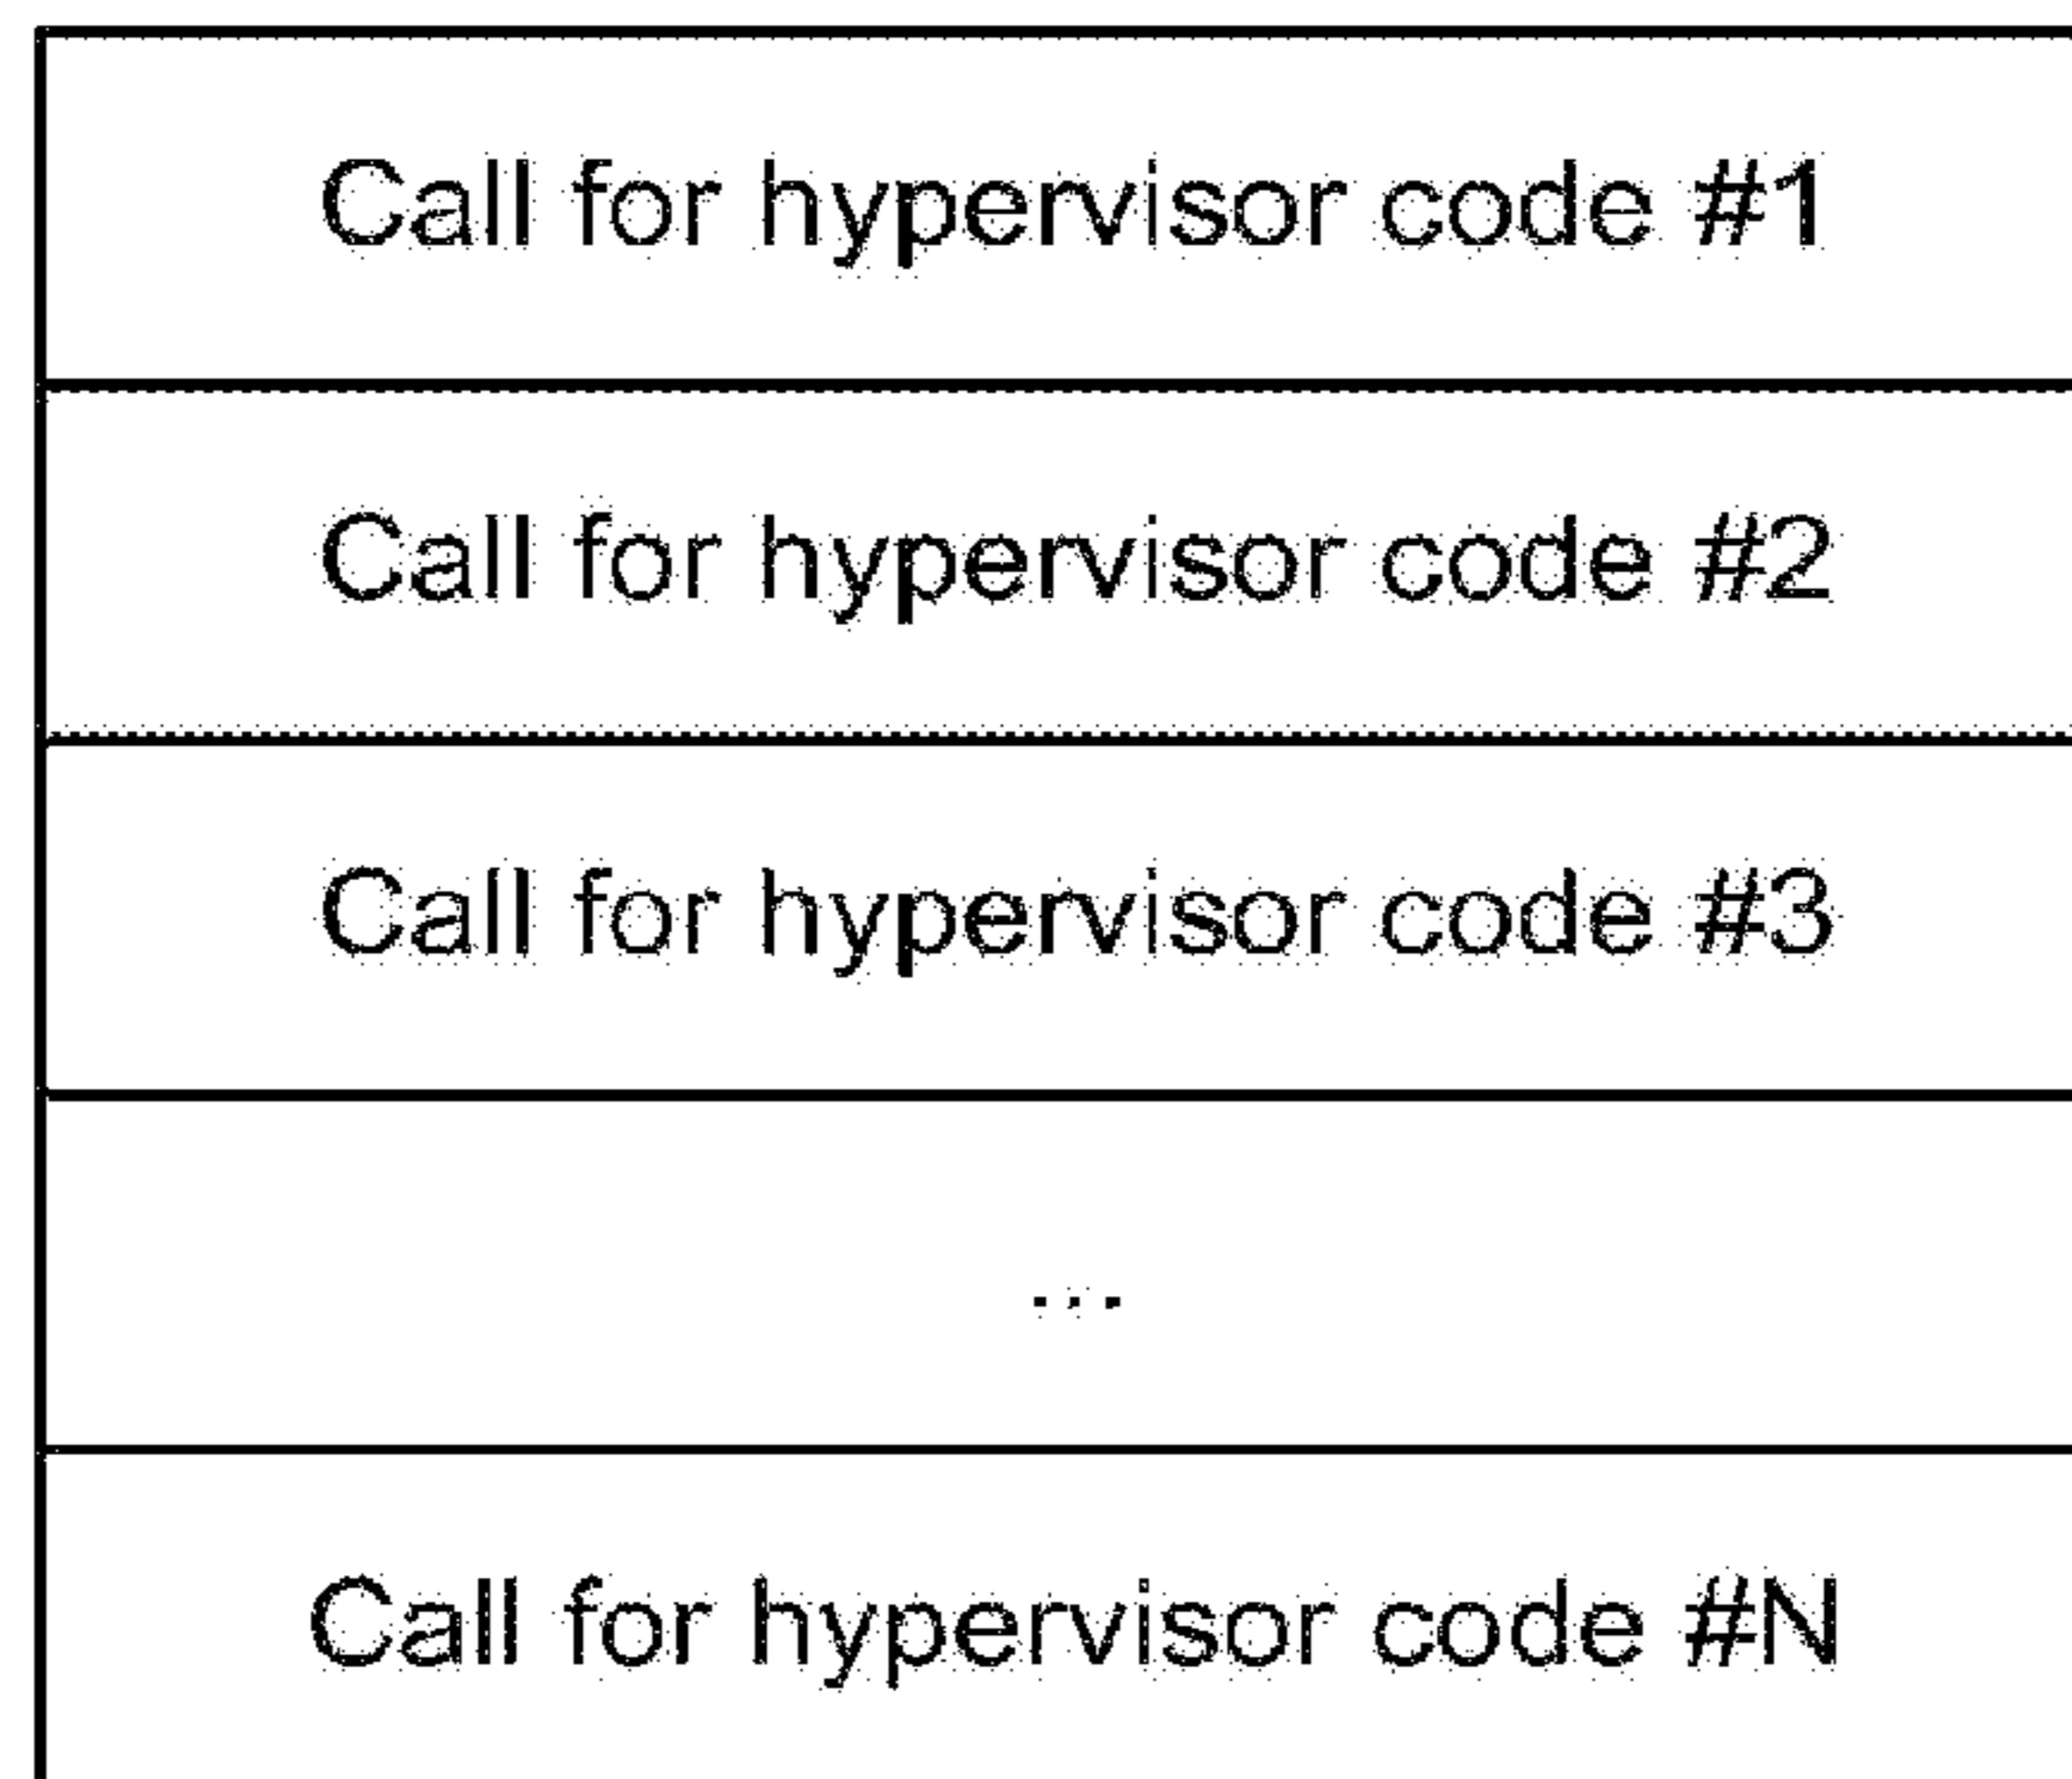 Call for hypervisor code #1
Call for hypervisor code #2
Call for hypervisor code #3
...
Call for hypervisor code #N